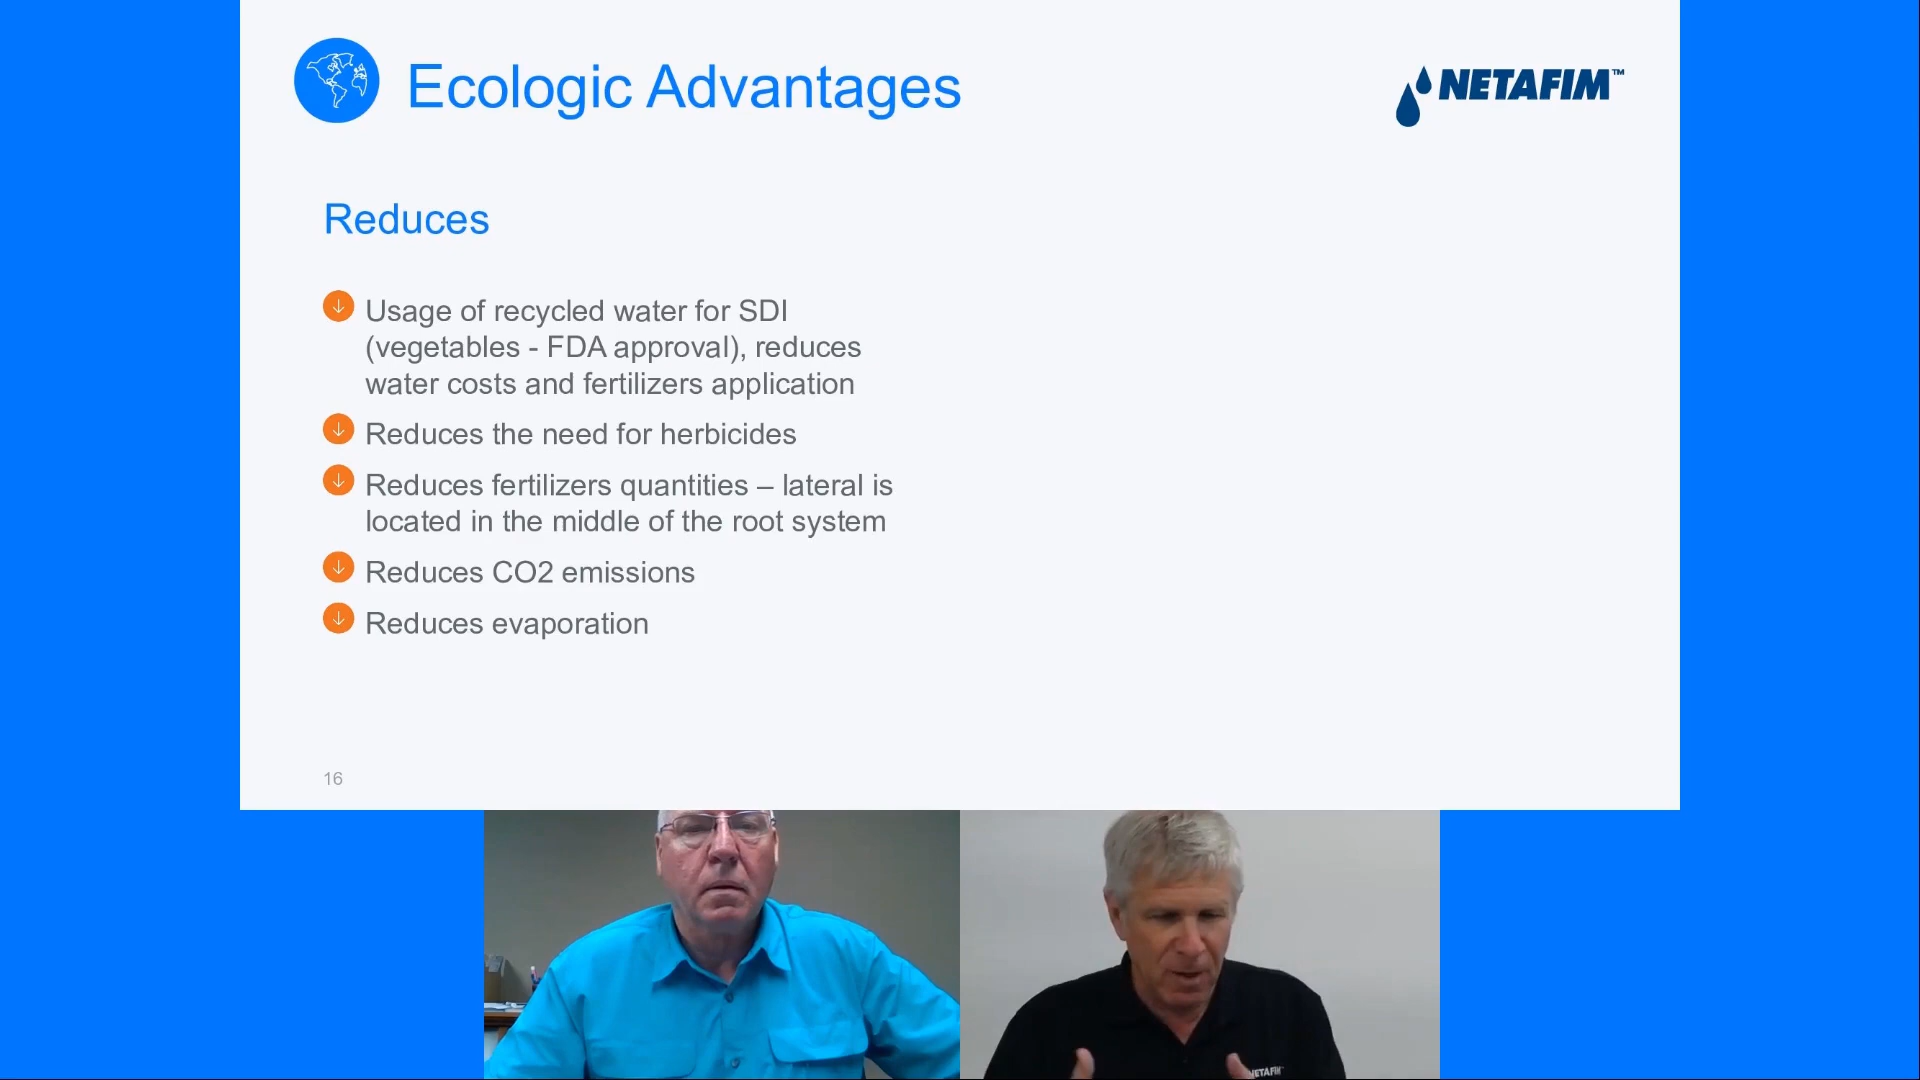 Ecologic Advantages
NETAFIM™
Reduces
Usage of recycled water for SDI
(vegetables - FDA approval), reduces
water costs and fertilizers application
Reduces the need for herbicides
Reduces fertilizers quantities – lateral is
located in the middle of the root system
Reduces CO2 emissions
Reduces evaporation
16
NETAFIM